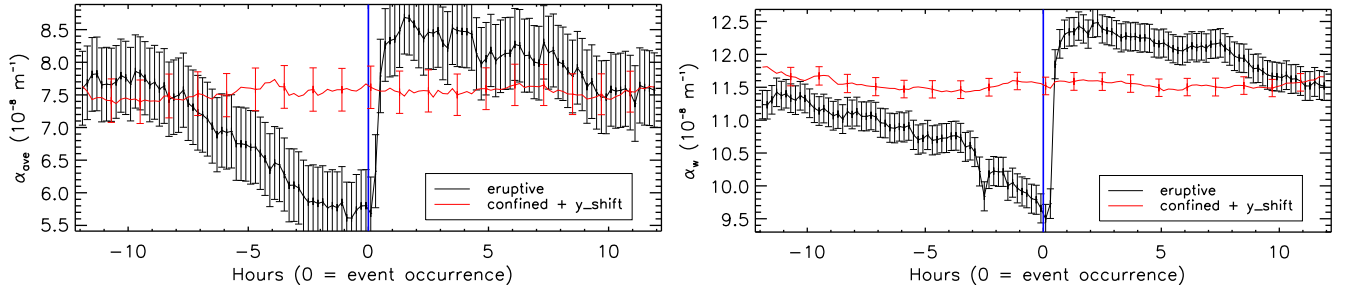 8.5
8.0
7.5
7.0
6.5
6.0
5.5
α_ave (10⁻⁸ m⁻¹)
eruptive
confined + y_shift
−10 −5 0 5 10
Hours (0 = event occurrence)
12.5
12.0
11.5
11.0
10.5
10.0
9.5
α_w (10⁻⁸ m⁻¹)
eruptive
confined + y_shift
−10 −5 0 5 10
Hours (0 = event occurrence)